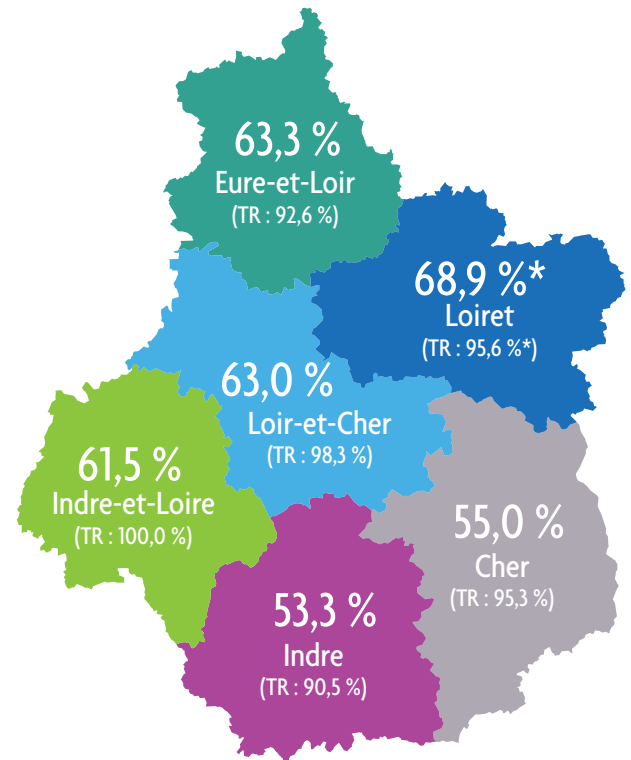 63,3 %
Eure-et-Loir
(TR : 92,6 %)
68,9 %*
Loiret
(TR : 95,6 %*)
63,0 %
Loir-et-Cher
(TR : 98,3 %)
61,5 %
Indre-et-Loire
(TR : 100,0 %)
55,0 %
Cher
(TR : 95,3 %)
53,3 %
Indre
(TR : 90,5 %)